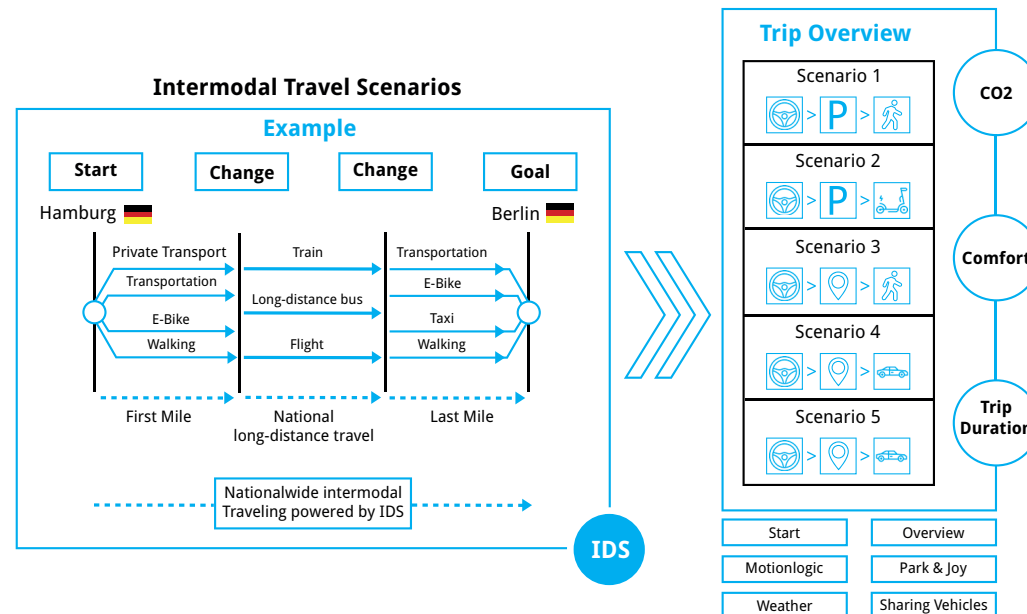 Intermodal Travel Scenarios
Example
Start
Change
Change
Goal
Hamburg
Berlin
Private Transport
Transportation
E-Bike
Walking
Train
Long-distance bus
Flight
Transportation
E-Bike
Taxi
Walking
First Mile
National
long-distance travel
Last Mile
Nationalwide intermodal
Traveling powered by IDS
IDS
Trip Overview
Scenario 1
> P >
Scenario 2
> P >
Scenario 3
> >
Scenario 4
> >
Scenario 5
> >
CO2
Comfort
Trip
Duration
Start
Overview
Motionlogic
Park & Joy
Weather
Sharing Vehicles